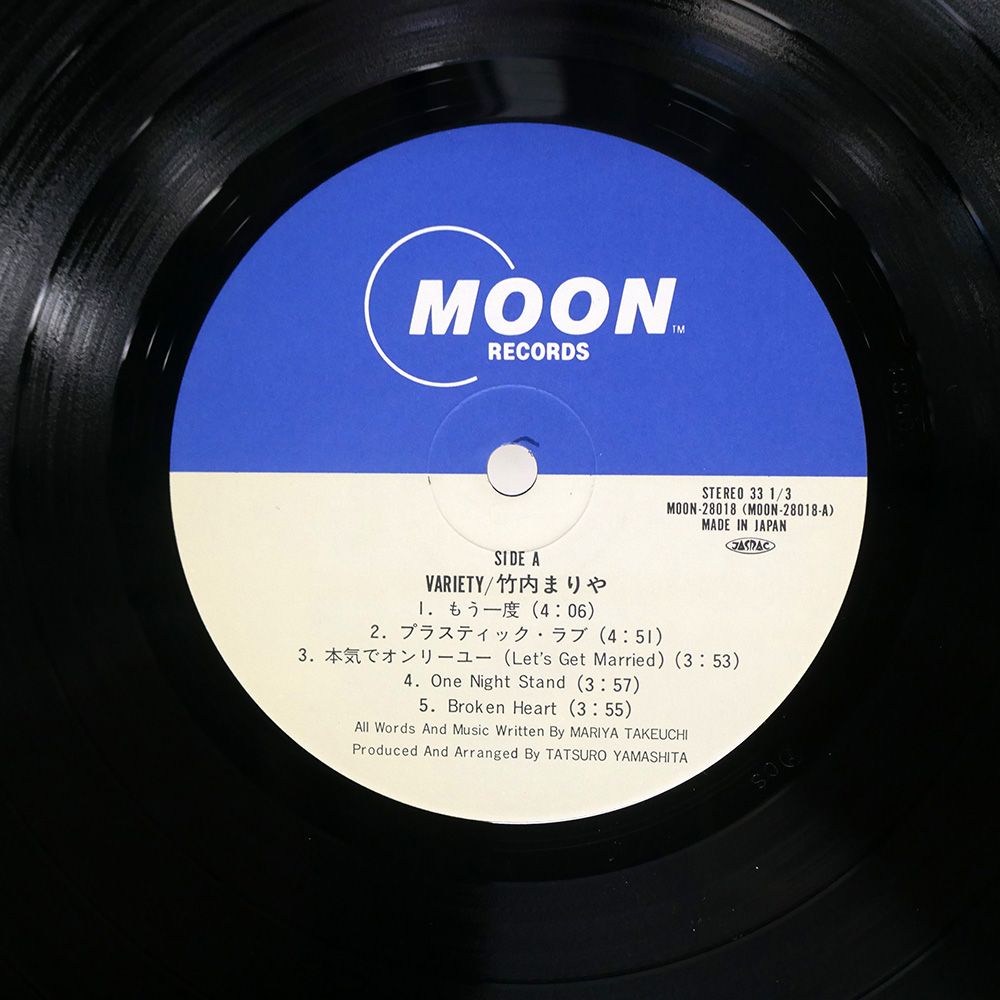 MOON™
RECORDS
STEREO 33 1/3
MOON-28018 (MOON-28018-A)
MADE IN JAPAN
JASRAC
SIDE A
VARIETY/竹内まりや
1. もう一度 (4:06)
2. プラスティック・ラブ (4:51)
3. 本気でオンリーユー (Let's Get Married) (3:53)
4. One Night Stand (3:57)
5. Broken Heart (3:55)
All Words And Music Written By MARIYA TAKEUCHI
Produced And Arranged By TATSURO YAMASHITA